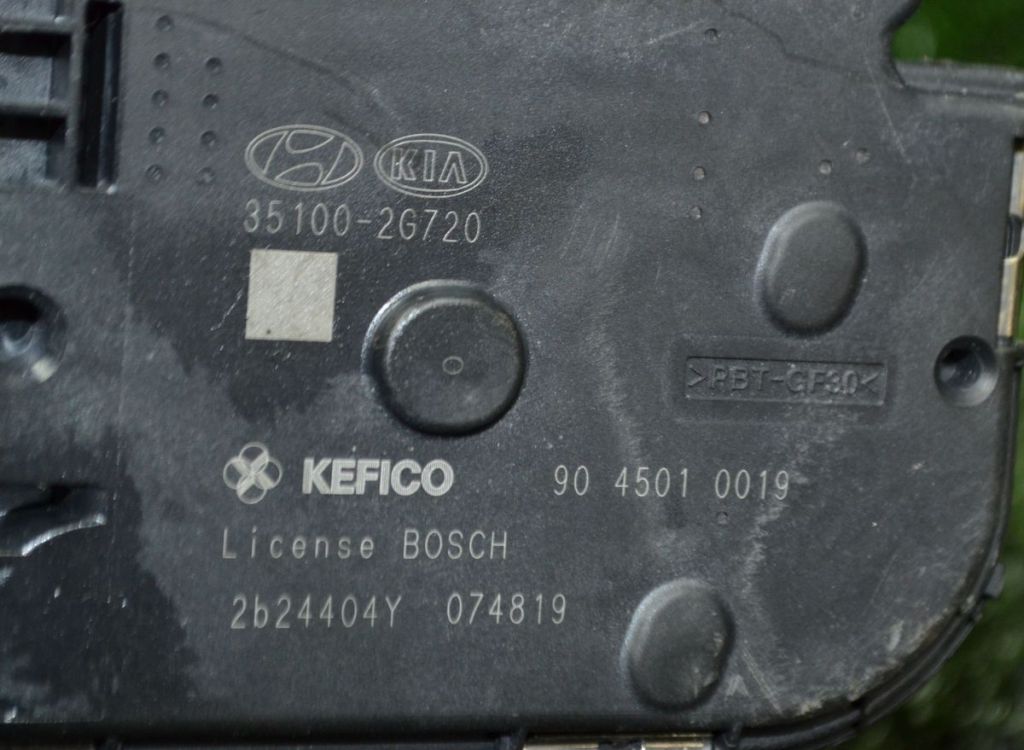 KIA
35100-2G720
>PBT-GF30<
KEFICO
90 4501 0019
License BOSCH
2b24404Y 074819